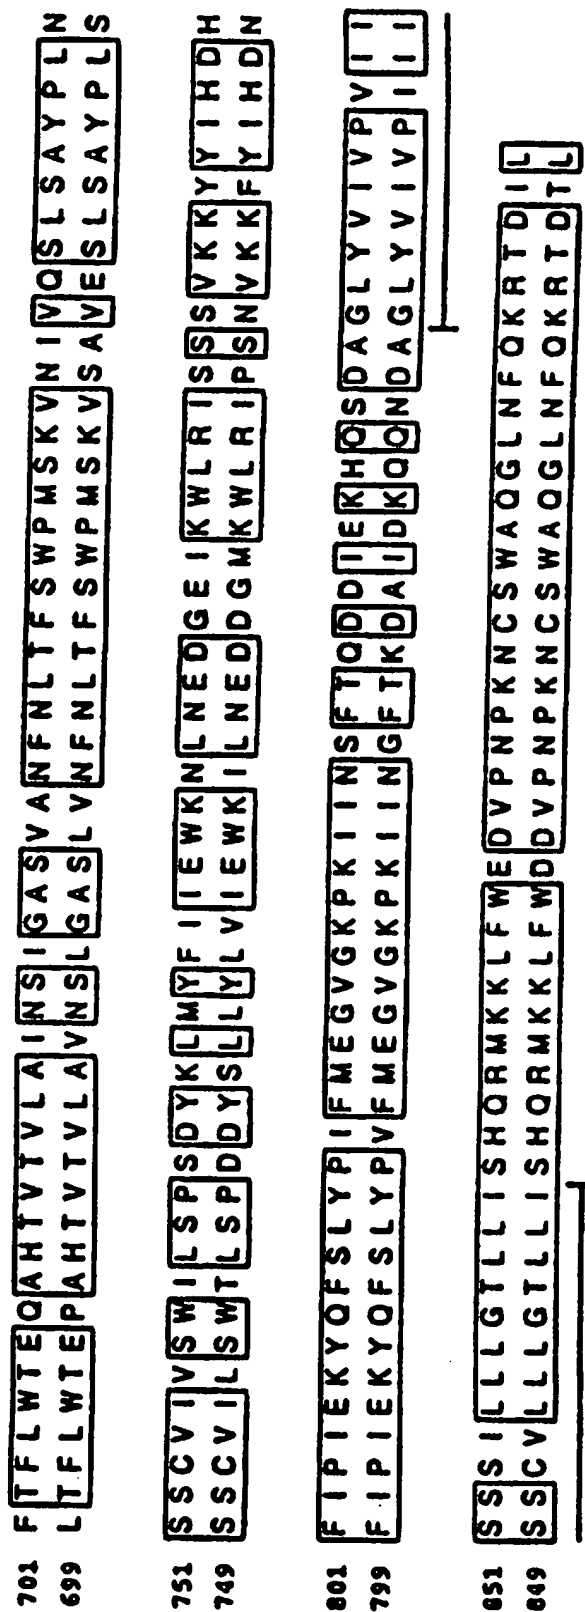 701 F T F L W T E Q A H T V T V L A I N S I G A S V A N F N L T F S W P M S K V N I V Q S L S A Y P L N
699 L T F L W T E P A H T V T V L A V N S L G A S L V N F N L T F S W P M S K V S A V E S L S A Y P L S
751 S S C V I V S W I L S P S D Y K L M Y F I I E W K N L N E D G E I K W L R I S S S V K K Y Y I H D H
749 S S C V I L S W T L S P D D Y S L L Y L V I E W K I L N E D D G M K W L R I P S N V K K F Y I H D N
801 F I P I E K Y Q F S L Y P I F M E G V G K P K I I N S F T Q D D I E K H Q S D A G L Y V I V P V I I
799 F I P I E K Y Q F S L Y P V F M E G V G K P K I I N G F T K D A I D K Q Q N D A G L Y V I V P I I I
851 S S S I L L L G T L L I S H Q R M K K L F W E D V P N P K N C S W A Q G L N F Q K R T D I L
849 S S C V L L L G T L L I S H Q R M K K L F W D D V P N P K N C S W A Q G L N F Q K R T D T L